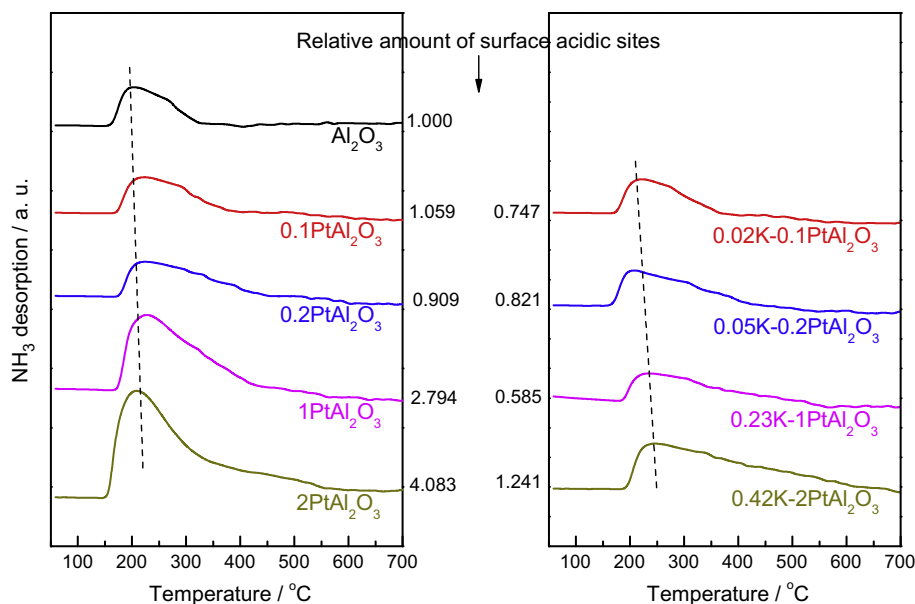 Relative amount of surface acidic sites
NH₃ desorption / a. u.
Al₂O₃
1.000
0.1PtAl₂O₃
1.059
0.2PtAl₂O₃
0.909
1PtAl₂O₃
2.794
2PtAl₂O₃
4.083
100 200 300 400 500 600 700
Temperature / °C
0.747
0.02K-0.1PtAl₂O₃
0.821
0.05K-0.2PtAl₂O₃
0.585
0.23K-1PtAl₂O₃
1.241
0.42K-2PtAl₂O₃
100 200 300 400 500 600 700
Temperature / °C